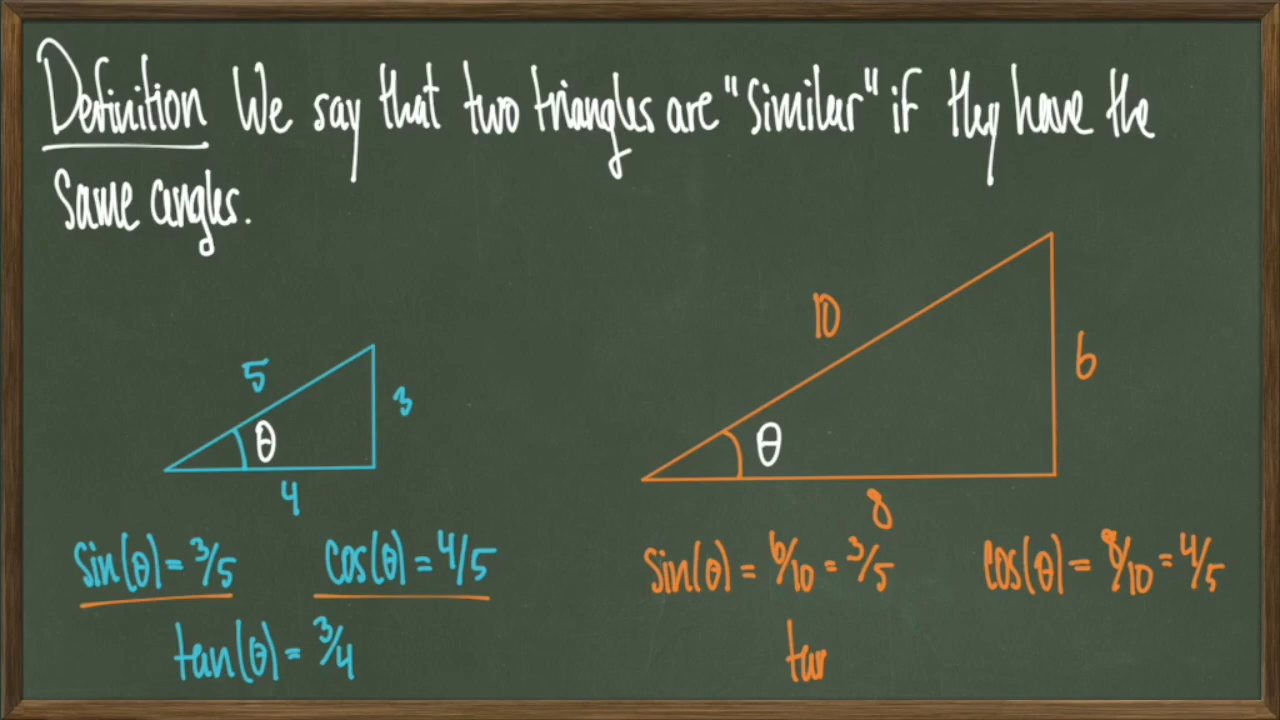 Definition We say that two triangles are "similar" if they have the
same angles.
10
6
5
3
θ
θ
4
8
sin(θ) = 3/5 cos(θ) = 4/5 sin(θ) = 6/10 = 3/5 cos(θ) = 8/10 = 4/5
tan(θ) = 3/4 tan